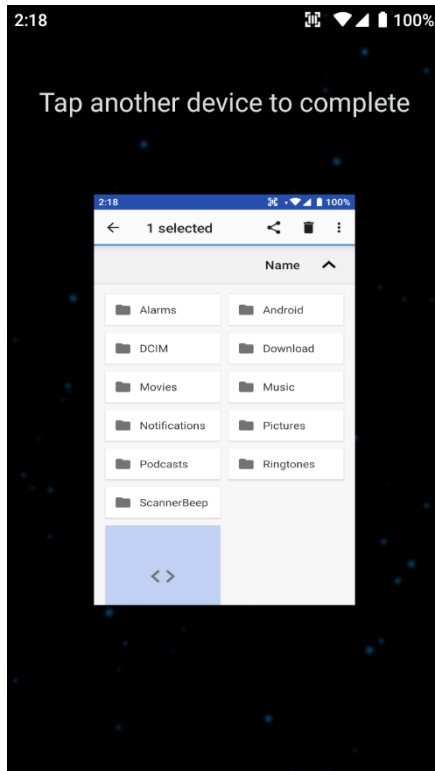 2:18 100%
Tap another device to complete
2:18 100%
1 selected
Name
Alarms Android
DCIM Download
Movies Music
Notifications Pictures
Podcasts Ringtones
ScannerBeep